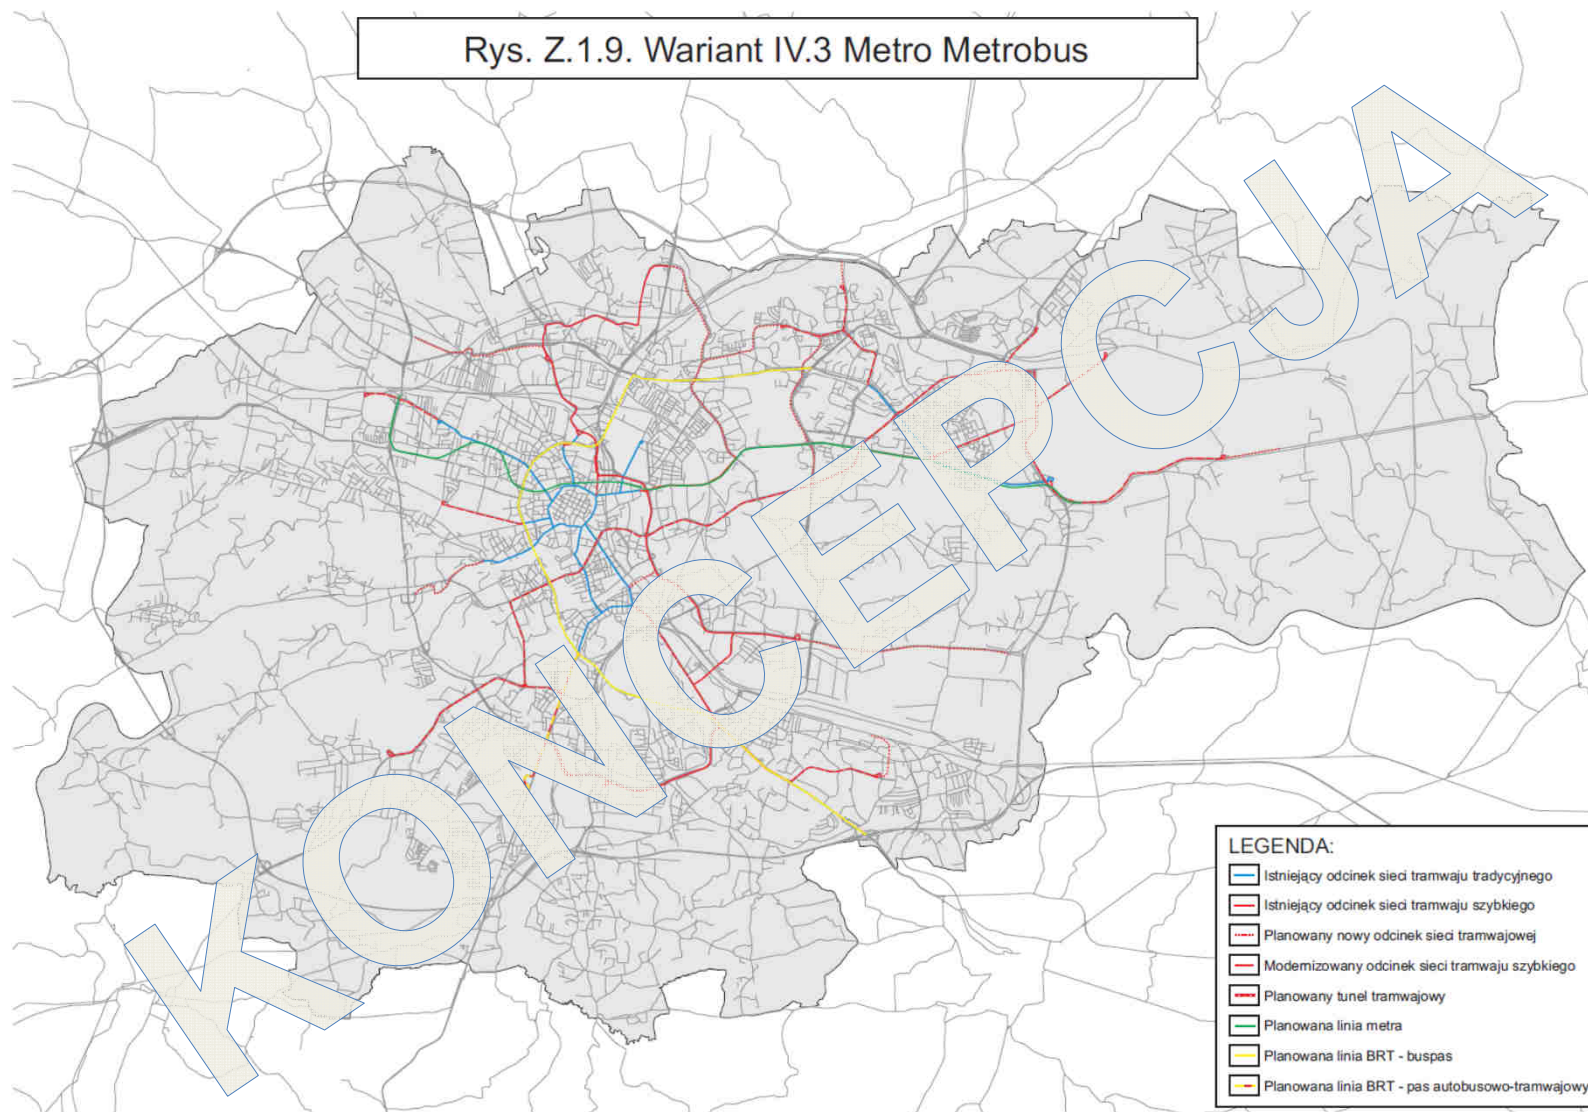 Rys. Z.1.9. Wariant IV.3 Metro Metrobus
KONCEPCJA
LEGENDA:
Istniejący odcinek sieci tramwaju tradycyjnego
Istniejący odcinek sieci tramwaju szybkiego
Planowany nowy odcinek sieci tramwajowej
Modernizowany odcinek sieci tramwaju szybkiego
Planowany tunel tramwajowy
Planowana linia metra
Planowana linia BRT - buspas
Planowana linia BRT - pas autobusowo-tramwajowy